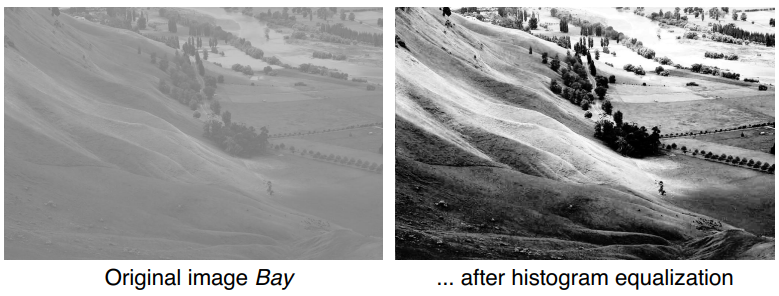 Original image Bay
... after histogram equalization